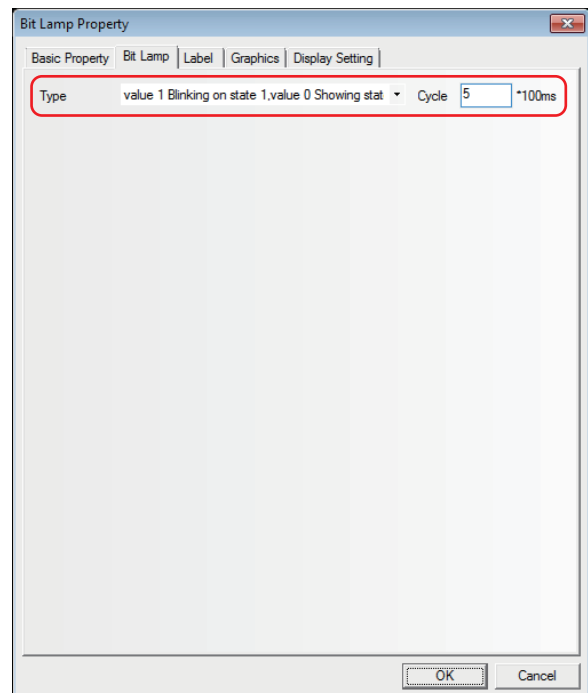 Bit Lamp Property
Basic Property Bit Lamp Label Graphics Display Setting
Type value 1 Blinking on state 1,value 0 Showing stat Cycle 5 *100ms
OK Cancel